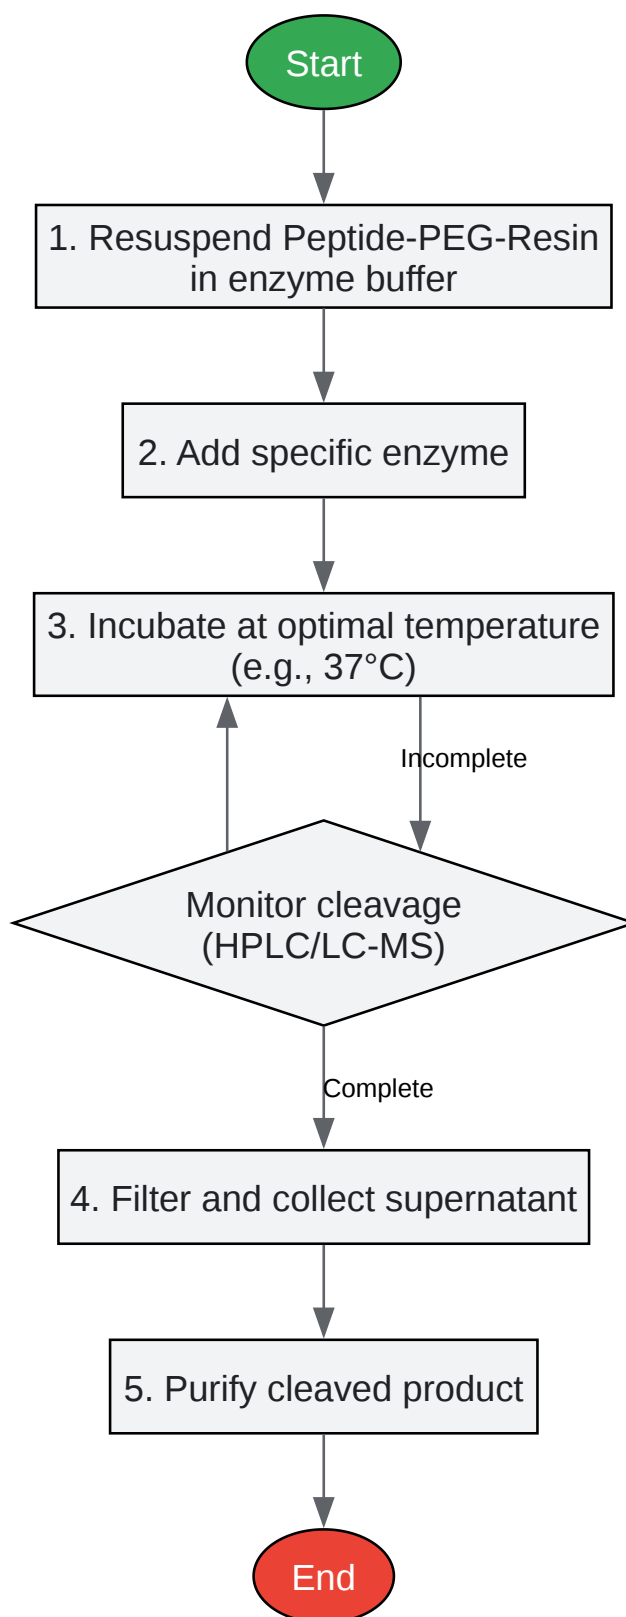 Start
1. Resuspend Peptide-PEG-Resin
in enzyme buffer
2. Add specific enzyme
3. Incubate at optimal temperature
(e.g., 37°C)
Incomplete
Monitor cleavage
(HPLC/LC-MS)
Complete
4. Filter and collect supernatant
5. Purify cleaved product
End